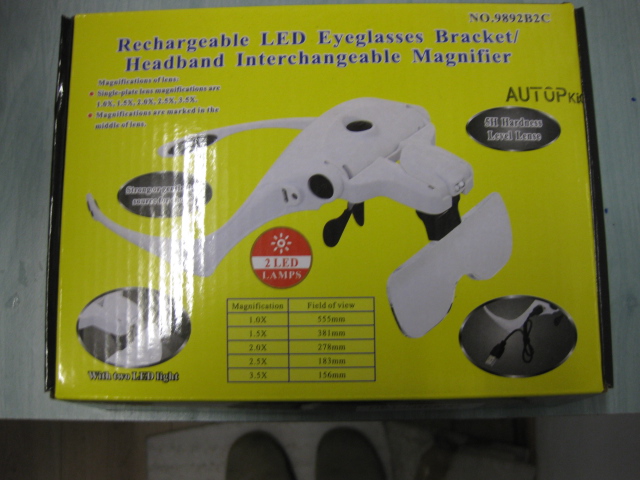 NO.9892B2C
Rechargeable LED Eyeglasses Bracket/
Headband Interchangeable Magnifier
Magnifications of lens.
Single-plate lens magnifications are
1.0X, 1.5X, 2.0X, 2.5X, 3.5X.
Magnifications are marked in the
middle of lens.
AUTOPkio
5H Hardness
Level Lense
2 LED
LAMPS
Magnification Field of view
1.0X 555mm
1.5X 381mm
2.0X 278mm
2.5X 183mm
3.5X 156mm
With two LED light